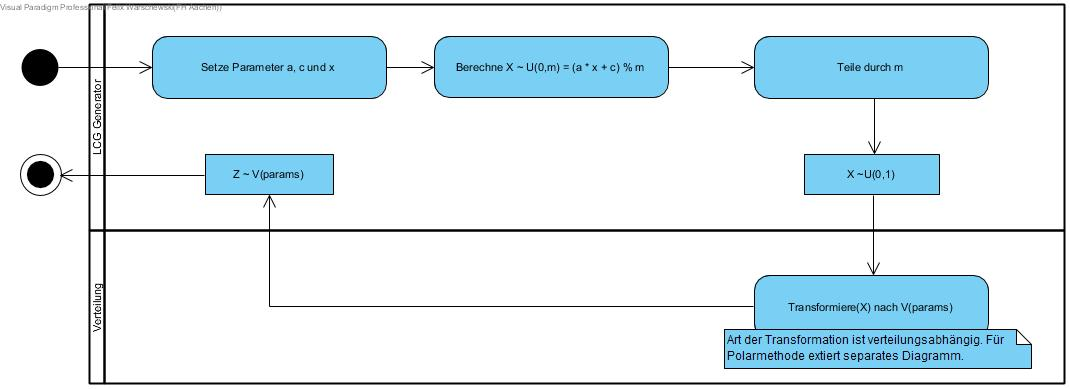 Visual Paradigm Professional(Felix Warschewski(FH Aachen))
LCG Generator
Setze Parameter a, c und x
Berechne X ~ U(0,m) = (a * x + c) % m
Teile durch m
Z ~ V(params)
X ~U(0,1)
Verteilung
Transformiere(X) nach V(params)
Art der Transformation ist verteilungsabhängig. Für
Polarmethode extiert separates Diagramm.